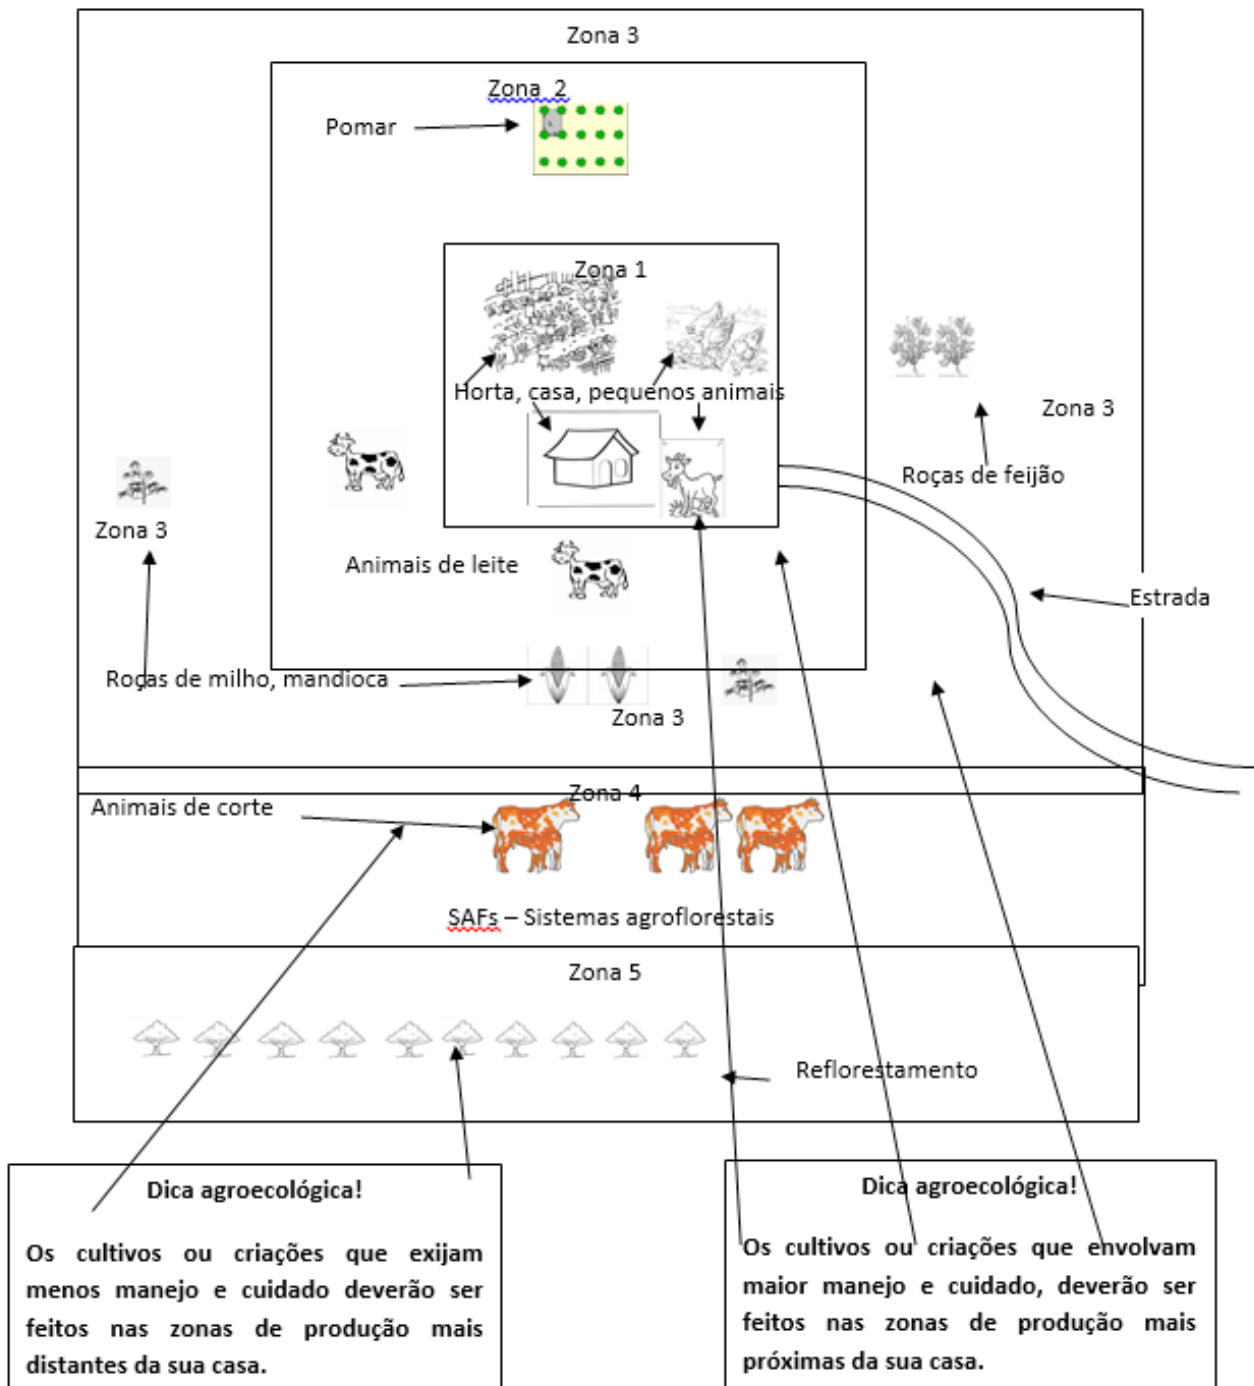 Zona 3
Zona 2
Pomar
Zona 1
Horta, casa, pequenos animais
Zona 3
Roças de feijão
Zona 3
Animais de leite
Estrada
Roças de milho, mandioca
Zona 3
Zona 4
Animais de corte
SAFs – Sistemas agroflorestais
Zona 5
Reflorestamento
Dica agroecológica!
Os cultivos ou criações que exijam
menos manejo e cuidado deverão ser
feitos nas zonas de produção mais
distantes da sua casa.
Dica agroecológica!
Os cultivos ou criações que envolvam
maior manejo e cuidado, deverão ser
feitos nas zonas de produção mais
próximas da sua casa.